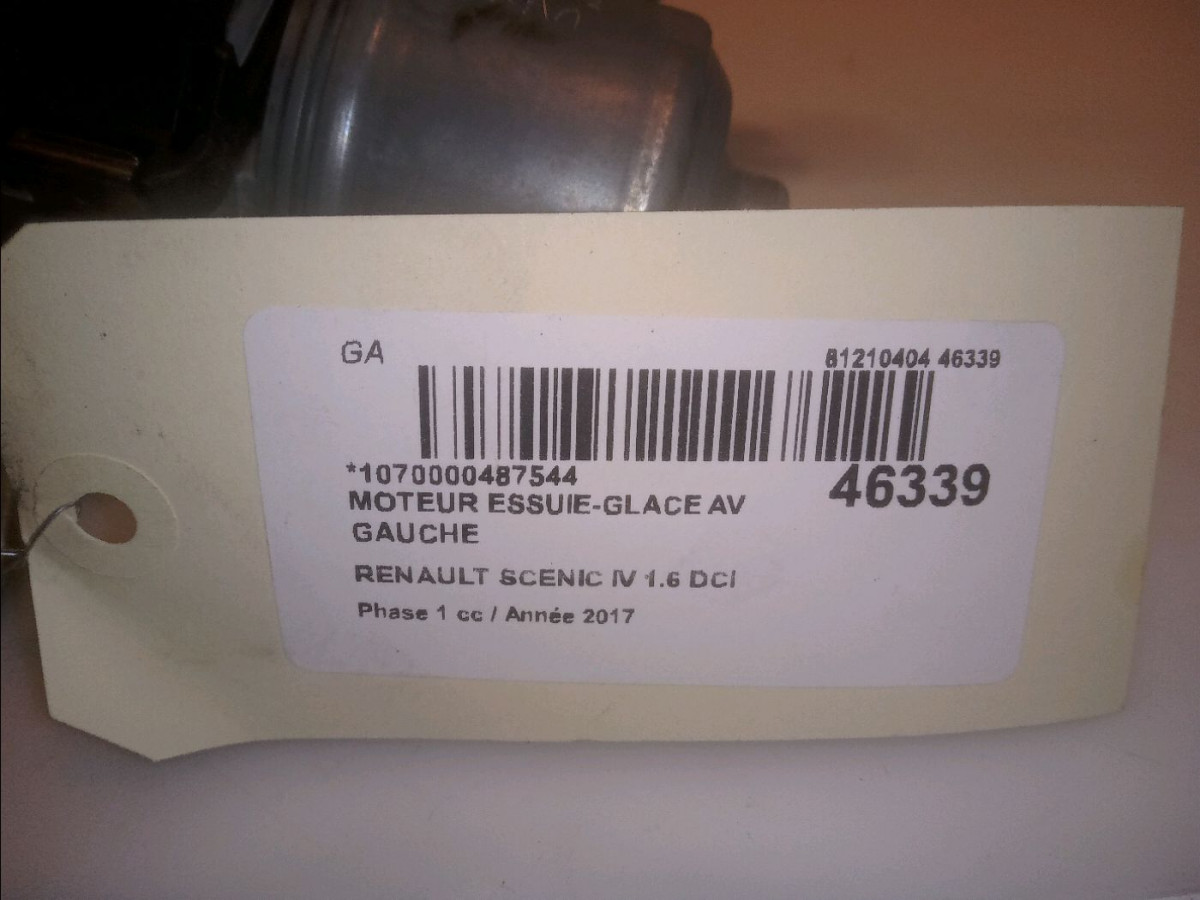 GA
81210404 46339
*1070000487544
46339
MOTEUR ESSUIE-GLACE AV
GAUCHE
RENAULT SCENIC IV 1.6 DCI
Phase 1 cc / Année 2017